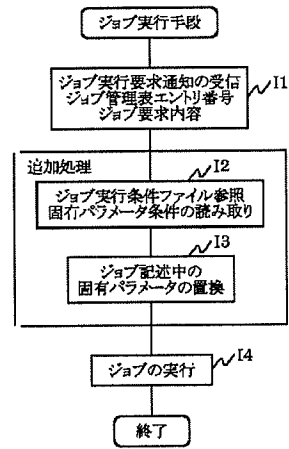 ジョブ実行手段
ジョブ実行要求通知の受信
ジョブ管理表エントリ番号
ジョブ要求内容
I1
追加処理
I2
ジョブ実行条件ファイル参照
固有パラメータ条件の読み取り
I3
ジョブ記述中の
固有パラメータの置換
I4
ジョブの実行
終了